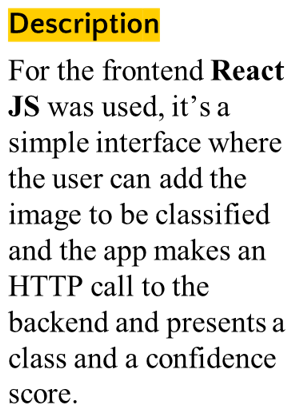 Description
For the frontend React
JS was used, it’s a
simple interface where
the user can add the
image to be classified
and the app makes an
HTTP call to the
backend and presents a
class and a confidence
score.